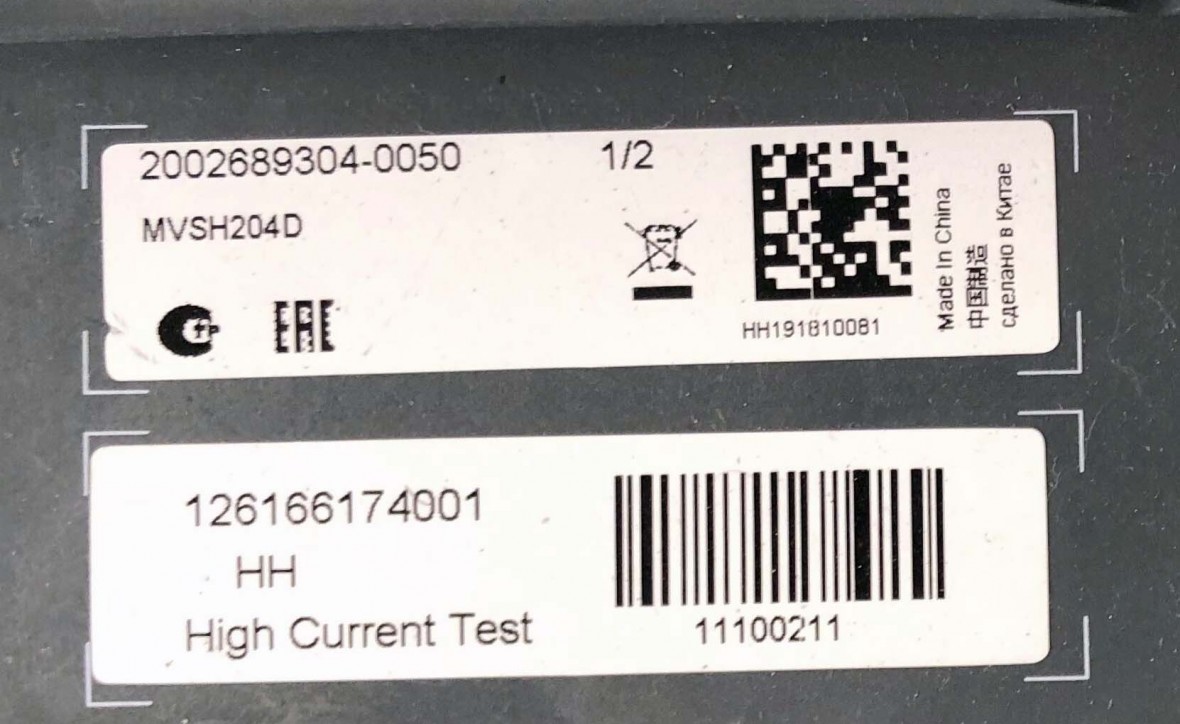 2002689304-0050 1/2
MVSH204D
EAC
HH191810081
Made In China
中国制造
сделано в Китае
126166174001
HH
High Current Test
11100211